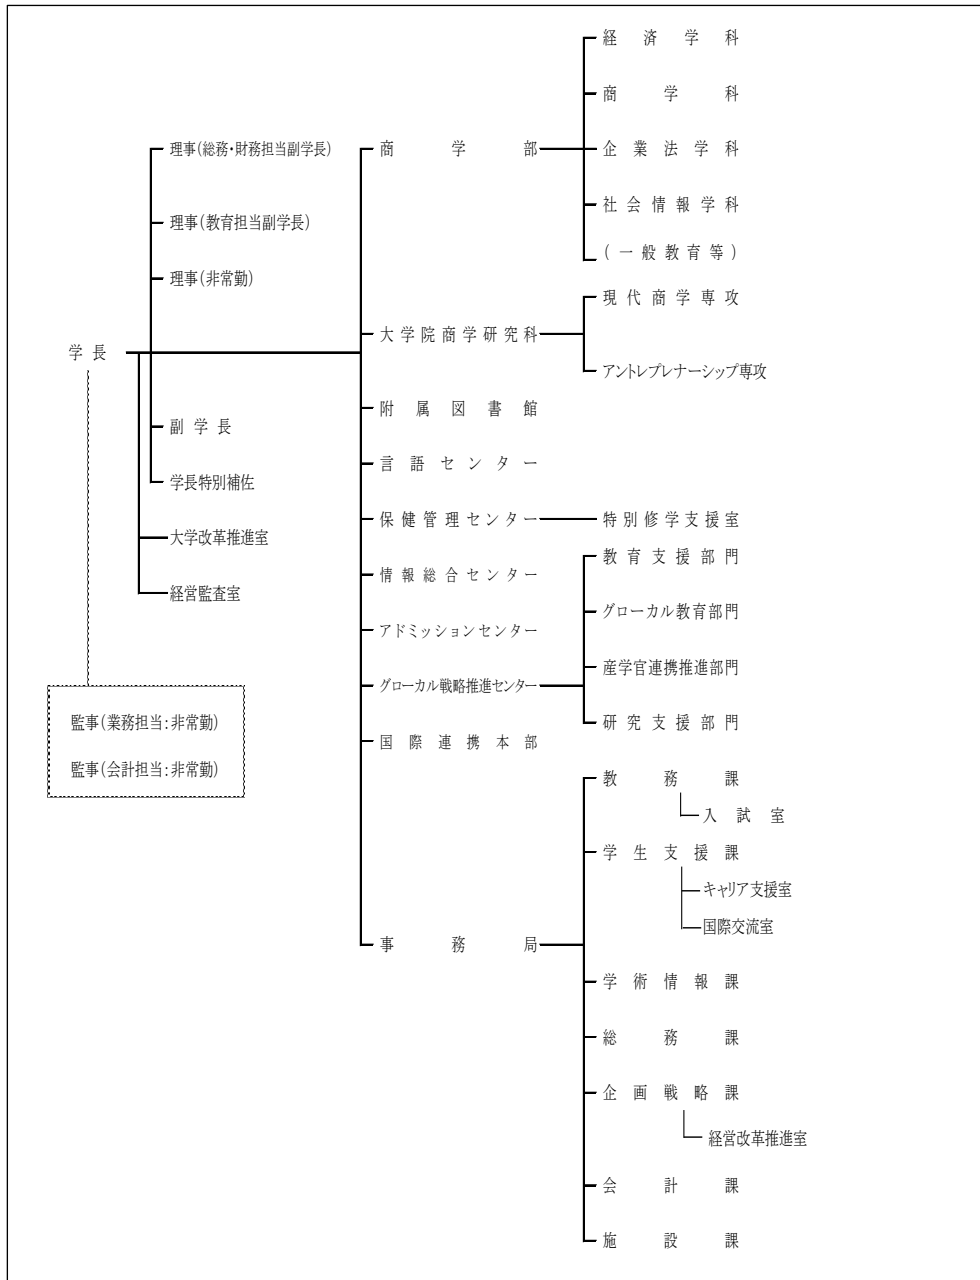 学長
理事(総務・財務担当副学長)
理事(教育担当副学長)
理事(非常勤)
副学長
学長特別補佐
大学改革推進室
経営監査室
監事(業務担当:非常勤)
監事(会計担当:非常勤)
商学部
経済学科
商学科
企業法学科
社会情報学科
(一般教育等)
大学院商学研究科
現代商学専攻
アントレプレナーシップ専攻
附属図書館
言語センター
保健管理センター
特別修学支援室
情報総合センター
アドミッションセンター
グローカル戦略推進センター
教育支援部門
グローカル教育部門
産学官連携推進部門
研究支援部門
国際連携本部
事務局
教務課
入試室
学生支援課
キャリア支援室
国際交流室
学術情報課
総務課
企画戦略課
経営改革推進室
会計課
施設課